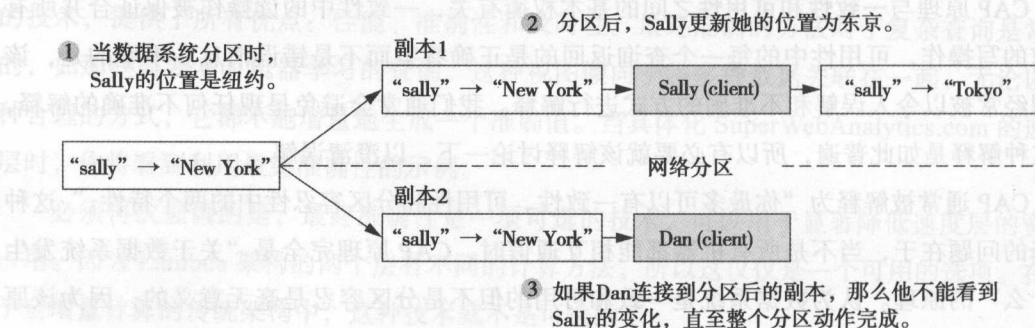 ① 当数据系统分区时，
Sally的位置是纽约。
② 分区后，Sally更新她的位置为东京。
副本1
“sally” → “New York”
Sally (client)
“sally” → “Tokyo”
“sally” → “New York”
网络分区
副本2
“sally” → “New York”
Dan (client)
③ 如果Dan连接到分区后的副本，那么他不能看到
Sally的变化，直至整个分区动作完成.